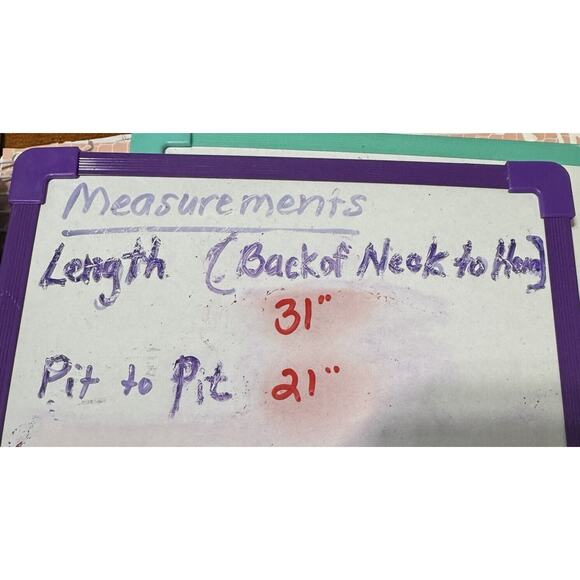 Measurements
Length (Back of Neck to Hem)
31"
Pit to Pit 21"